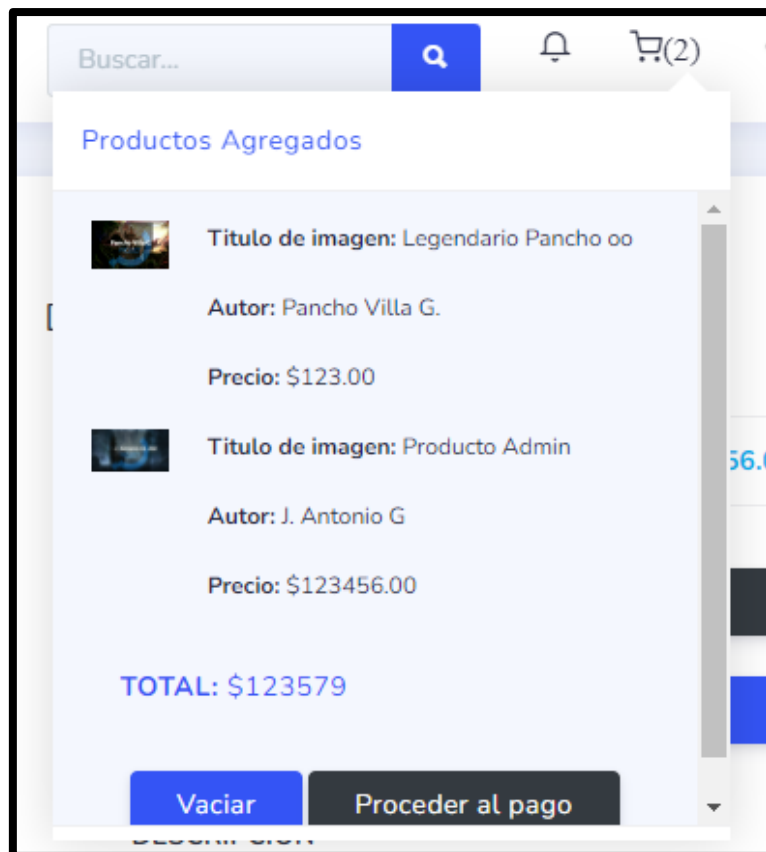 Buscar...
(2)
Productos Agregados
Titulo de imagen: Legendario Pancho oo
Autor: Pancho Villa G.
Precio: $123.00
Titulo de imagen: Producto Admin
56.
Autor: J. Antonio G
Precio: $123456.00
TOTAL: $123579
Vaciar
Proceder al pago